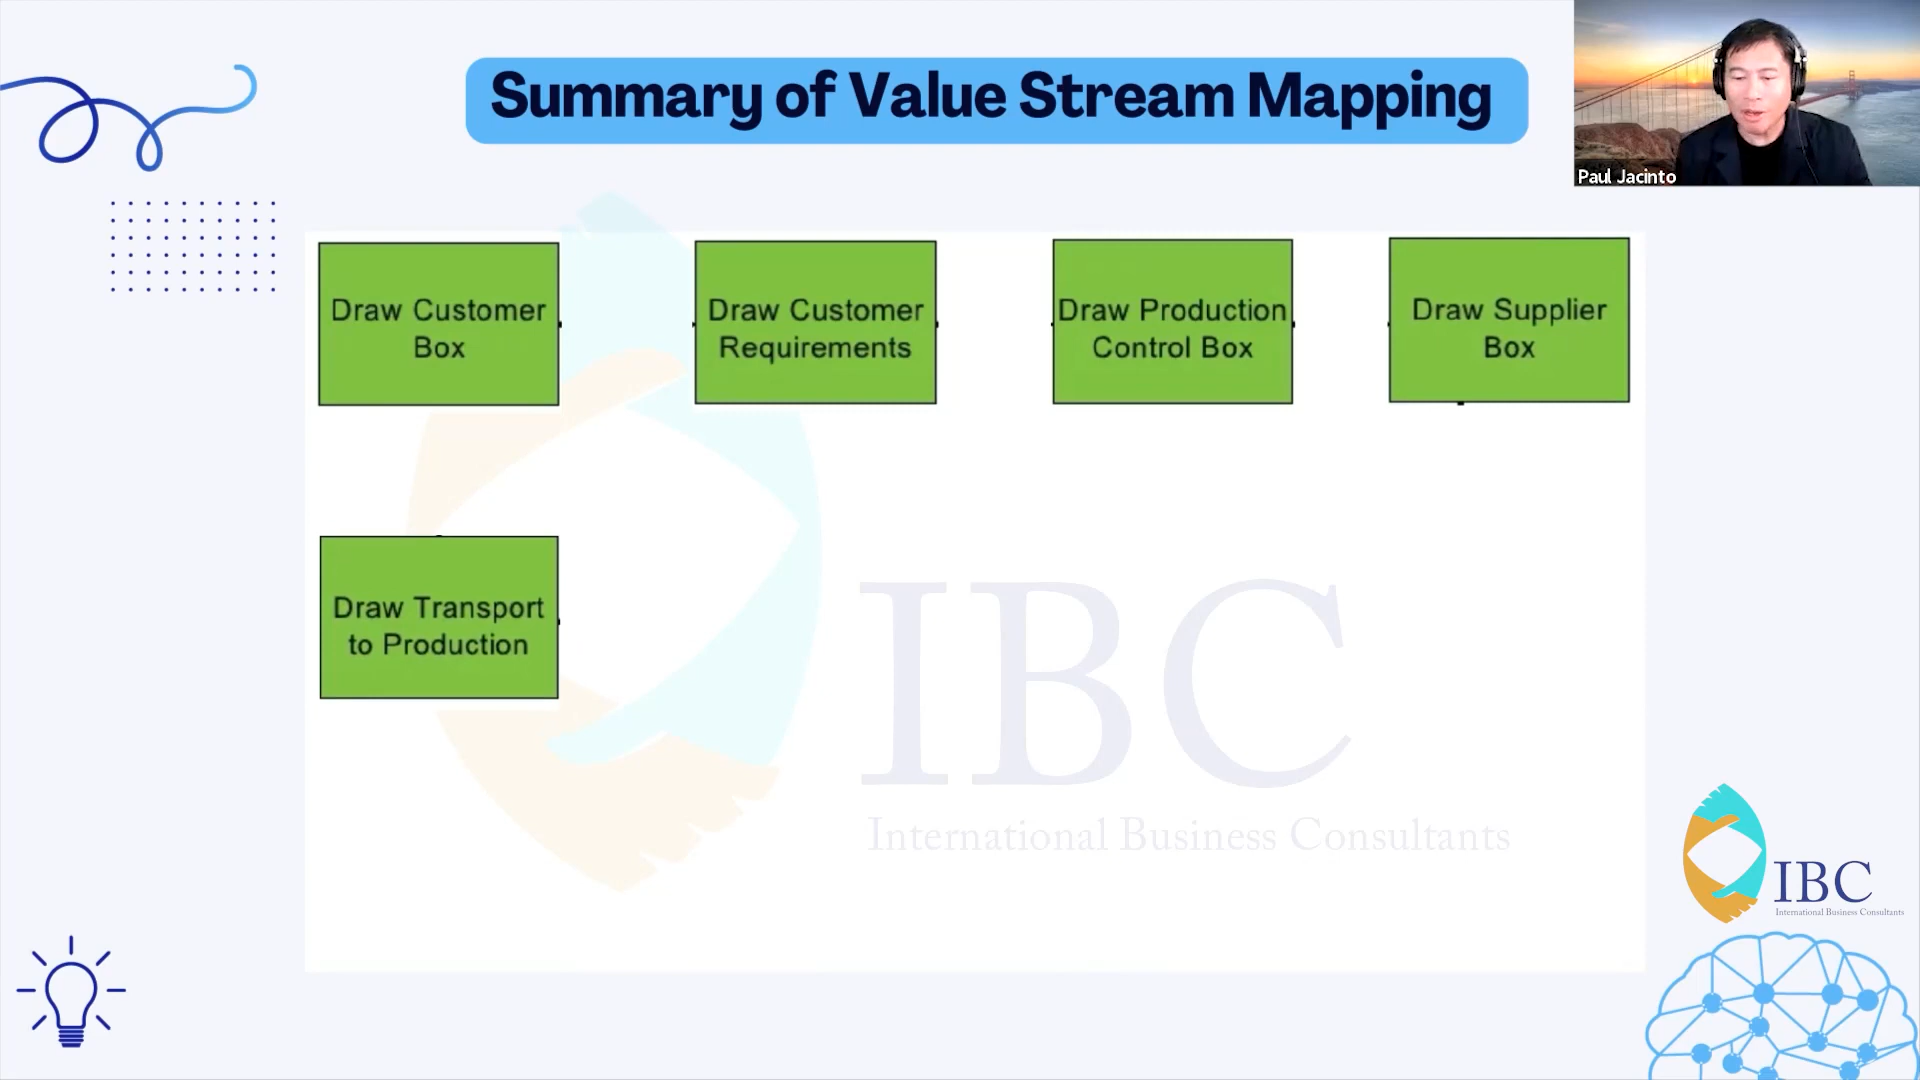 Summary of Value Stream Mapping
Paul Jacinto
Draw Customer
Box
Draw Customer
Requirements
Draw Production
Control Box
Draw Supplier
Box
Draw Transport
to Production
IBC
International Business Consultants
IBC
International Business Consultants